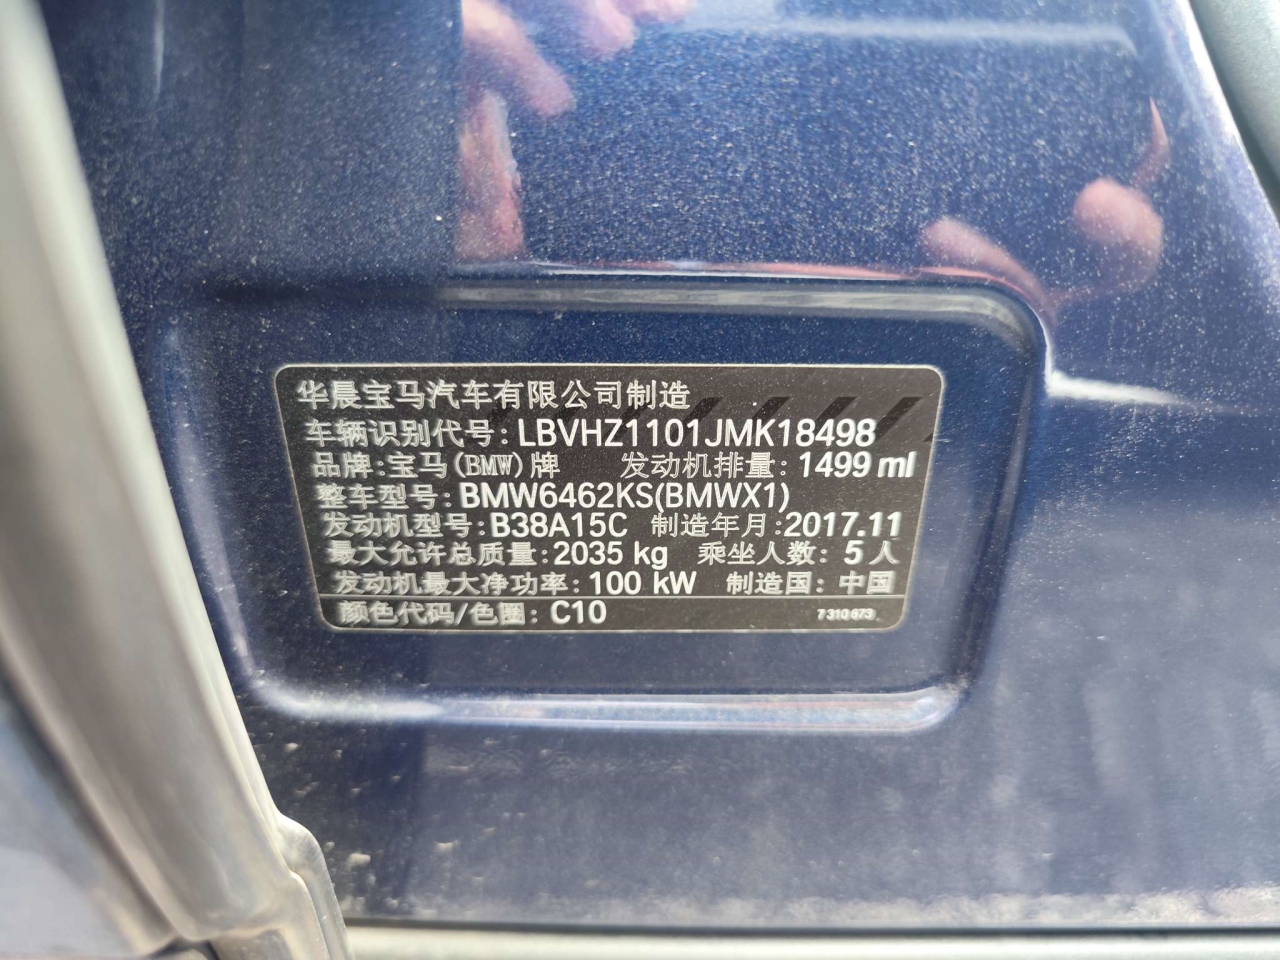 华晨宝马汽车有限公司制造
车辆识别代号:LBVHZ1101JMK18498
品牌:宝马(BMW)牌 发动机排量:1499 ml
整车型号:BMW6462KS(BMWX1)
发动机型号:B38A15C 制造年月:2017.11
最大允许总质量:2035 kg 乘坐人数:5人
发动机最大净功率:100 kW 制造国:中国
颜色代码/色圈:C10 7310673